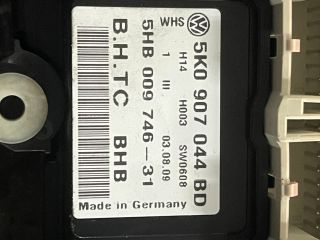 WHS
5K0 907 044 BD
H14 H003 SW0608
1 III 03.08.09
5HB 009 746-31
B.H.TC BHB
Made in Germany